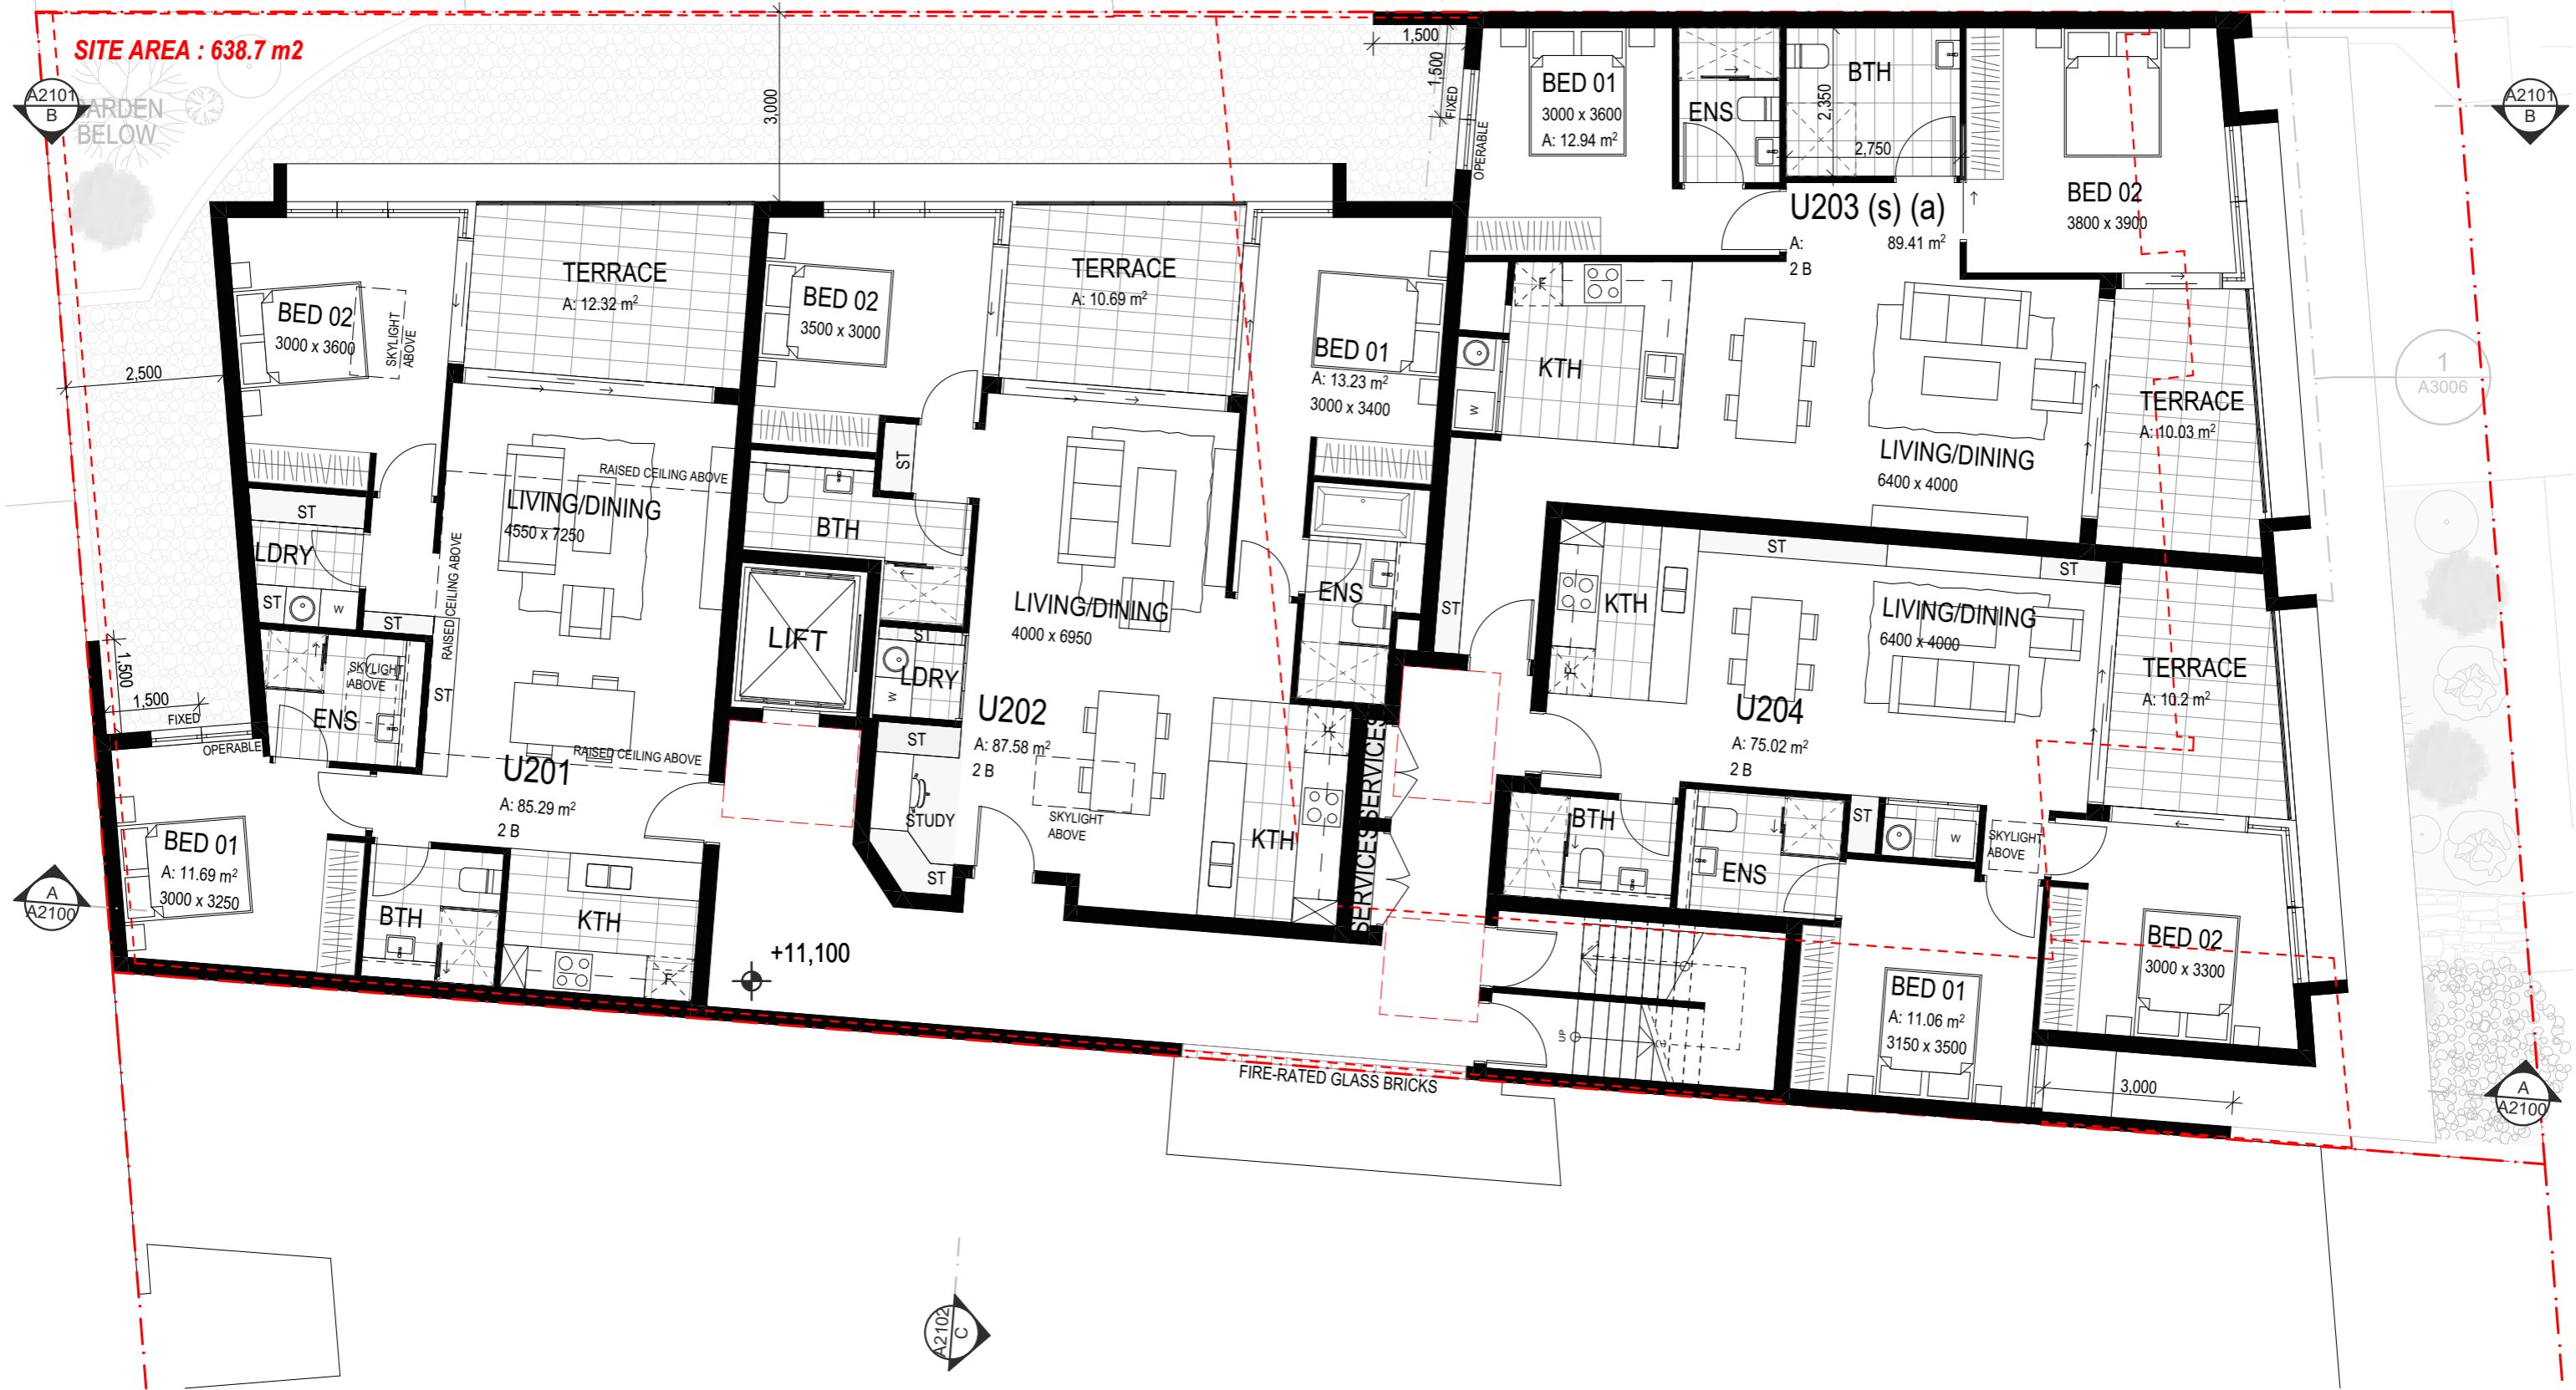 SITE AREA : 638.7 m2
A2101
B
GARDEN
BELOW
3,000
1,500
1,500
FIXED
OPERABLE
BED 01
3000 x 3600
A: 12.94 m²
ENS
BTH
2,350
2,750
U203 (s) (a)
A: 89.41 m²
2 B
BED 02
3800 x 3900
A2101
B
BED 02
3000 x 3600
SKYLIGHT
ABOVE
TERRACE
A: 12.32 m²
BED 02
3500 x 3000
TERRACE
A: 10.69 m²
BED 01
A: 13.23 m²
3000 x 3400
F
KTH
W
LIVING/DINING
6400 x 4000
TERRACE
A: 10.03 m²
1
A3006
2,500
ST
LDRY
ST
W
ST
RAISED CEILING ABOVE
LIVING/DINING
4550 x 7250
RAISED CEILING ABOVE
ST
BTH
LIFT
ST
LDRY
W
LIVING/DINING
4000 x 6950
ENS
ST
KTH
ST
ST
LIVING/DINING
6400 x 4000
TERRACE
A: 10.2 m²
1,500
1,500
FIXED
OPERABLE
SKYLIGHT
ABOVE
ENS
ST
RAISED CEILING ABOVE
U201
A: 85.29 m²
2 B
ST
STUDY
ST
U202
A: 87.58 m²
2 B
SKYLIGHT
ABOVE
KTH
SERVICES
SERVICES
U204
A: 75.02 m²
2 B
BTH
ENS
ST
W
SKYLIGHT
ABOVE
BED 01
A: 11.69 m²
3000 x 3250
BTH
KTH
F
+11,100
A
A2100
BED 01
A: 11.06 m²
3150 x 3500
BED 02
3000 x 3300
UP
FIRE-RATED GLASS BRICKS
3,000
A
A2100
A2102
C